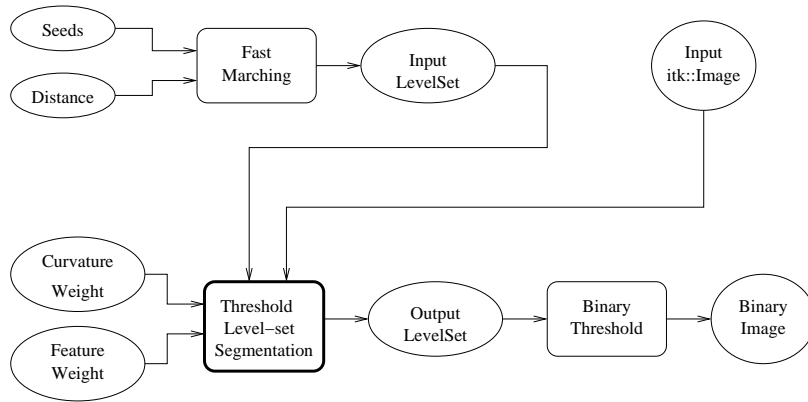 Seeds
Distance
Fast
Marching
Input
LevelSet
Input
itk::Image
Curvature
Weight
Feature
Weight
Threshold
Level−set
Segmentation
Output
LevelSet
Binary
Threshold
Binary
Image